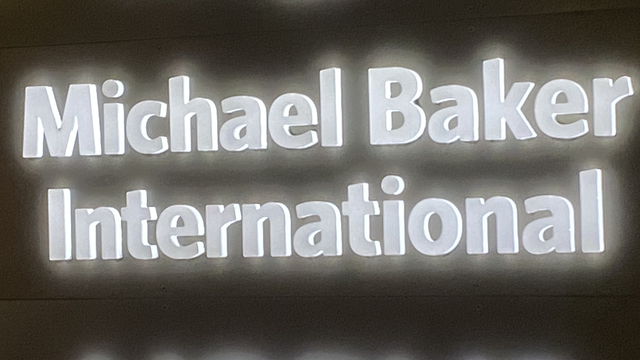 Michael Baker
International